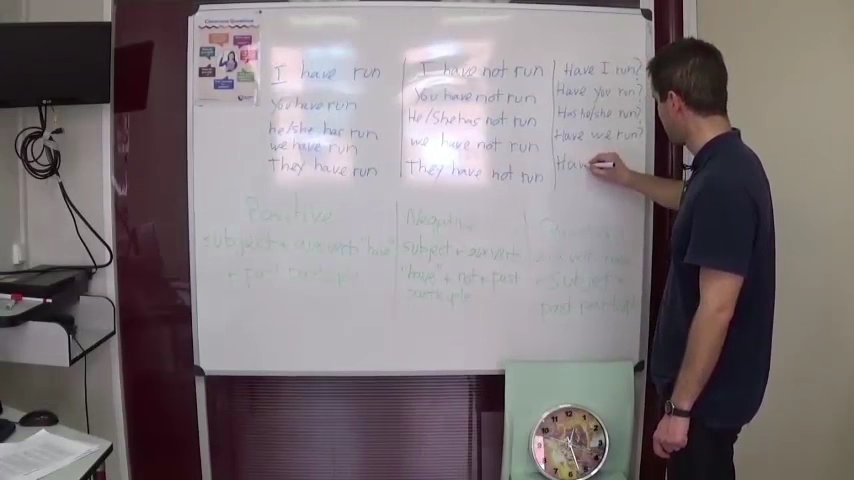 Classroom Questions
I have run
You have run
he/she has run
we have run
They have run
I have not run
You have not run
He/She has not run
we have not run
They have not run
Have I run?
Have you run?
Has he/she run?
Have we run?
Hav
Positive
subject + aux verb "have"
+ past participle
Negative
subject + aux verb
"have" + not + past
participle
subject +
past participle